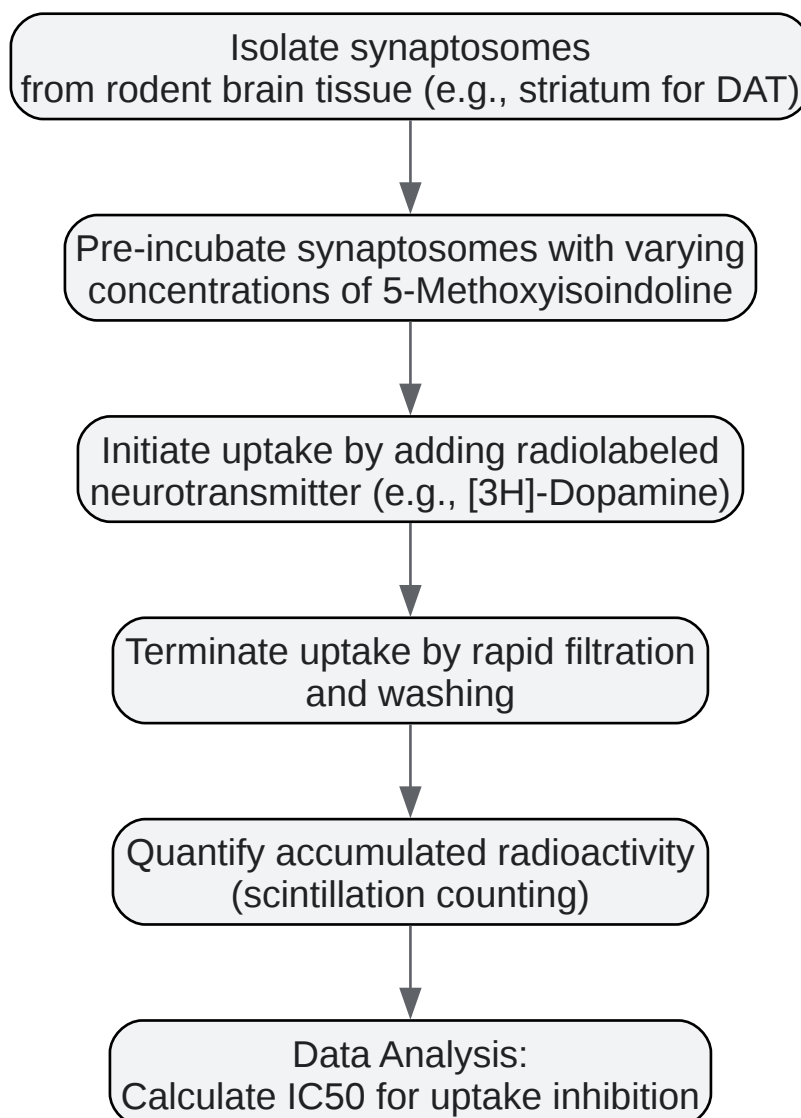 Isolate synaptosomes
from rodent brain tissue (e.g., striatum for DAT)
Pre-incubate synaptosomes with varying
concentrations of 5-Methoxyisoindoline
Initiate uptake by adding radiolabeled
neurotransmitter (e.g., [3H]-Dopamine)
Terminate uptake by rapid filtration
and washing
Quantify accumulated radioactivity
(scintillation counting)
Data Analysis:
Calculate IC50 for uptake inhibition